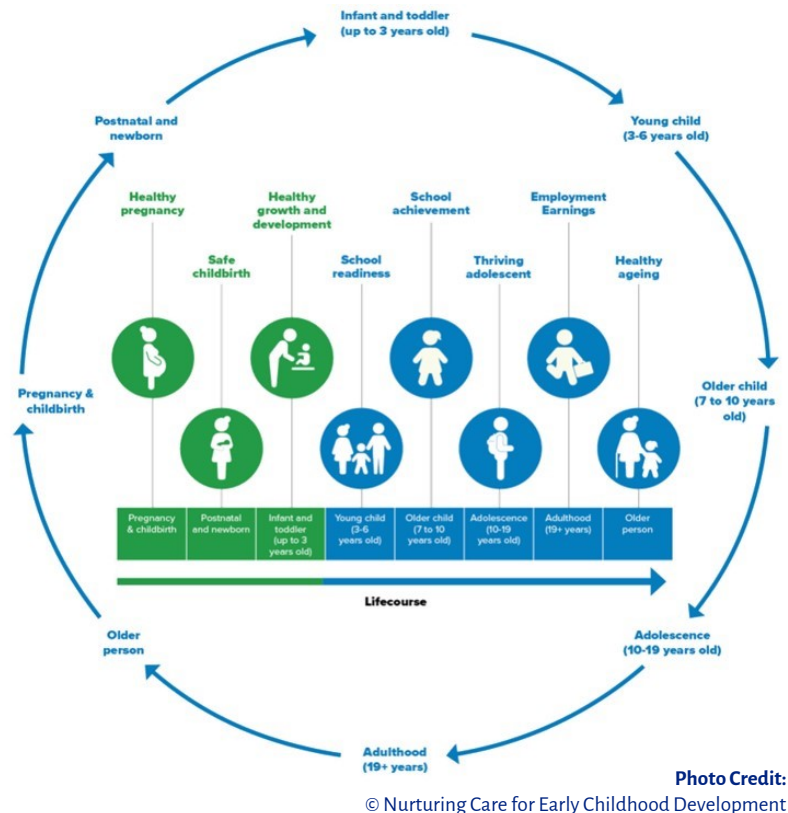 Infant and toddler
(up to 3 years old)
Postnatal and
newborn
Young child
(3-6 years old)
Healthy
pregnancy
Healthy
growth and
development
School
achievement
Employment
Earnings
Safe
childbirth
School
readiness
Thriving
adolescent
Healthy
ageing
Pregnancy &
childbirth
Older child
(7 to 10 years
old)
Pregnancy
& childbirth
Postnatal
and newborn
Infant and
toddler
(up to 3
years old)
Young child
(3-6
years old)
Older child
(7 to 10
years old)
Adolescence
(10-19
years old)
Adulthood
(19+ years)
Older
person
Lifecourse
Older
person
Adolescence
(10-19 years old)
Adulthood
(19+ years)
Photo Credit:
© Nurturing Care for Early Childhood Development